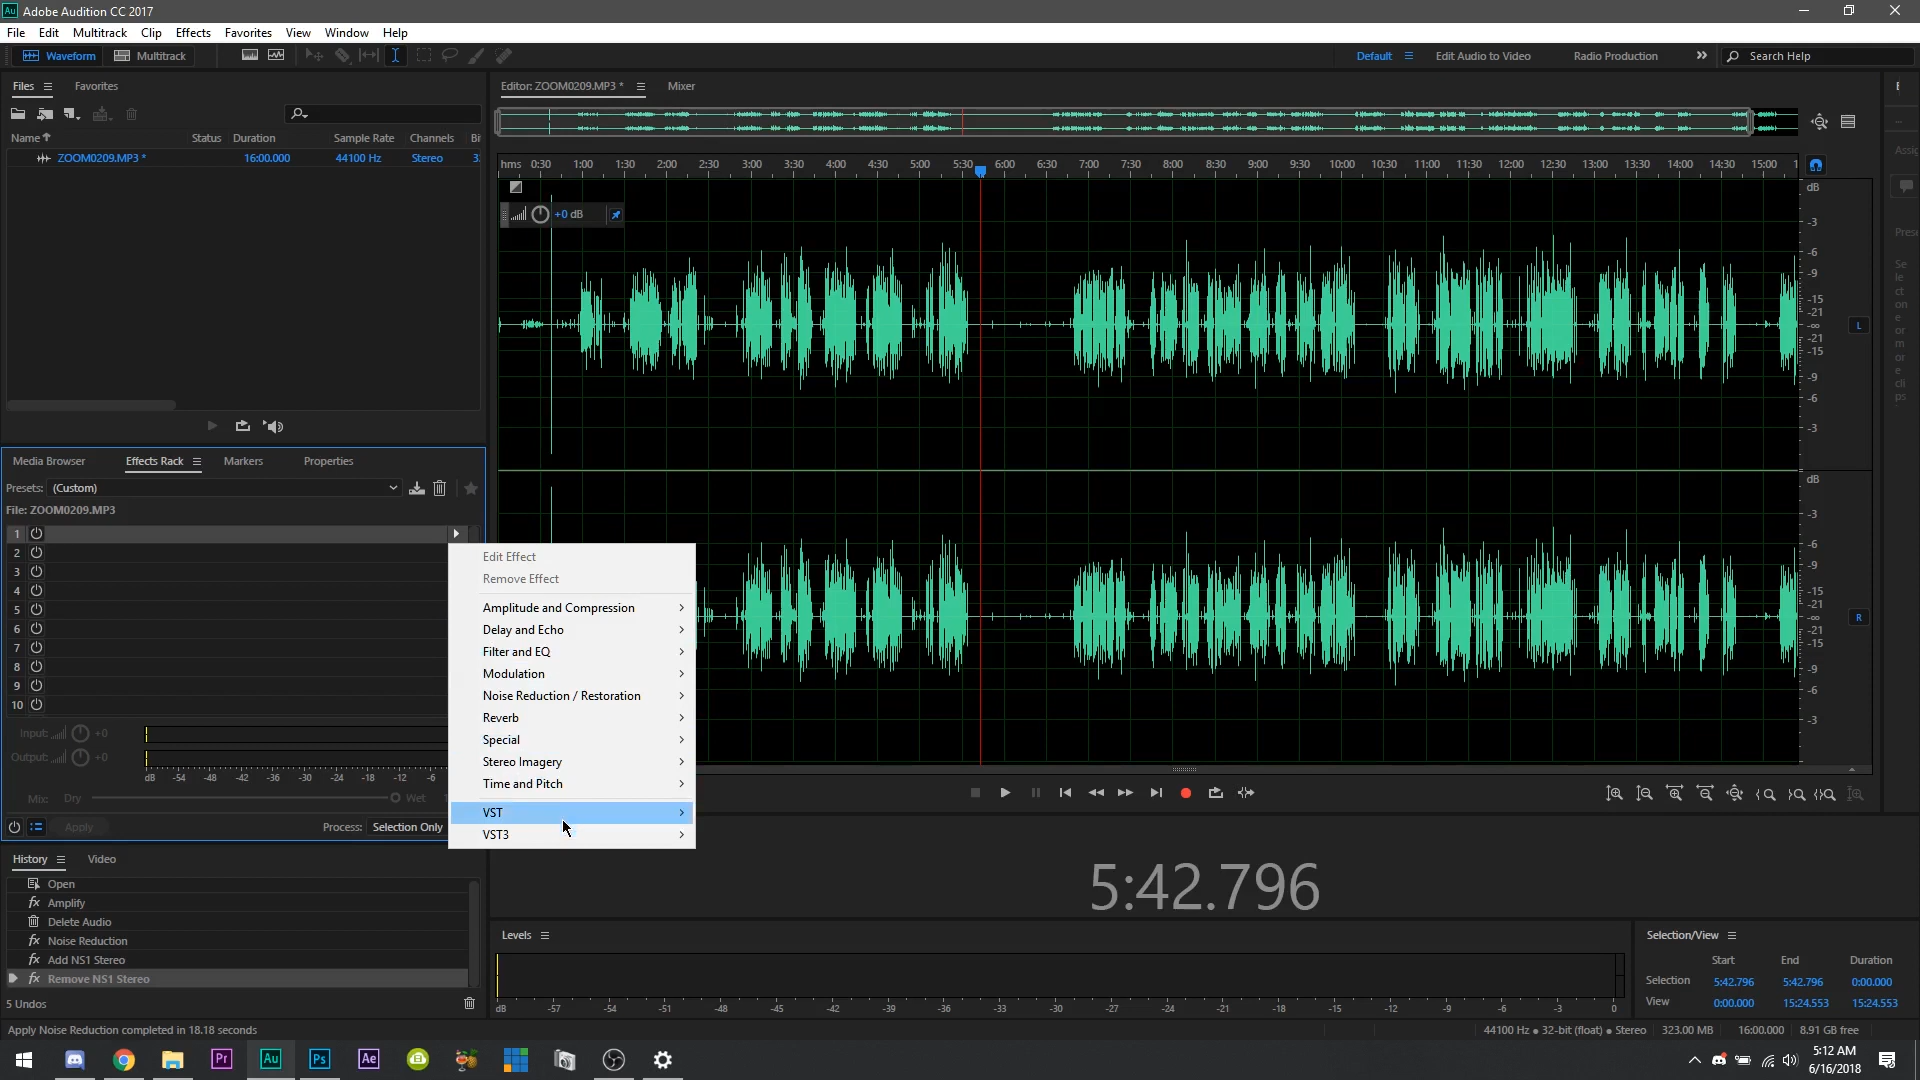 Au Adobe Audition CC 2017
File Edit Multitrack Clip Effects Favorites View Window Help
Waveform Multitrack Default Edit Audio to Video Radio Production Search Help
Files Favorites
Name Status Duration Sample Rate Channels
ZOOM0209.MP3 * 16:00.000 44100 Hz Stereo
Editor: ZOOM0209.MP3 * Mixer
hms 0:30 1:00 1:30 2:00 2:30 3:00 3:30 4:00 4:30 5:00 5:30 6:00 6:30 7:00 7:30 8:00 8:30 9:00 9:30 10:00 10:30 11:00 11:30 12:00 12:30 13:00 13:30 14:00 14:30 15:00
+0 dB
dB
-3
-6
-9
-15
-21
-∞
-21
-15
-9
-6
-3
L
dB
-3
-6
-9
-15
-21
-∞
-21
-15
-9
-6
-3
R
Media Browser Effects Rack Markers Properties
Presets: (Custom)
File: ZOOM0209.MP3
1
2
3
4
5
6
7
8
9
10
Input: +0
Output: +0
dB -54 -48 -42 -36 -30 -24 -18 -12 -6
Mix: Dry Wet
Apply Process: Selection Only
Edit Effect
Remove Effect
Amplitude and Compression
Delay and Echo
Filter and EQ
Modulation
Noise Reduction / Restoration
Reverb
Special
Stereo Imagery
Time and Pitch
VST
VST3
History Video
Open
Amplify
Delete Audio
Noise Reduction
Add NS1 Stereo
Remove NS1 Stereo
5 Undos
5:42.796
Levels
dB -57 -54 -51 -48 -45 -42 -39 -36 -33 -30 -27 -24 -21 -18 -15 -12 -9 -6 -3 0
Selection/View
Start End Duration
Selection 5:42.796 5:42.796 0:00.000
View 0:00.000 15:24.553 15:24.553
Apply Noise Reduction completed in 18.18 seconds
44100 Hz ● 32-bit (float) ● Stereo 323.00 MB 16:00.000 8.91 GB free
Pr Au Ps Ae
5:12 AM
6/16/2018